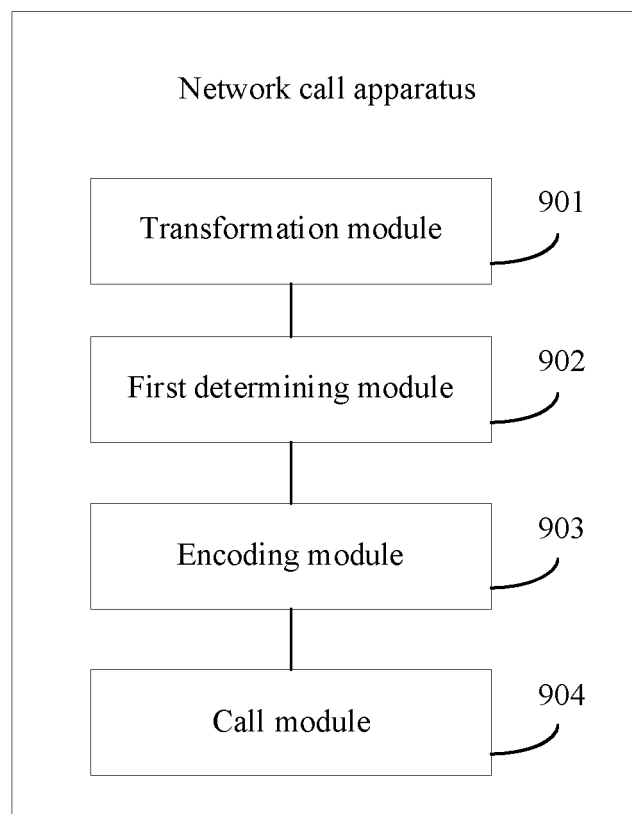 Network call apparatus
Transformation module
901
First determining module
902
Encoding module
903
Call module
904